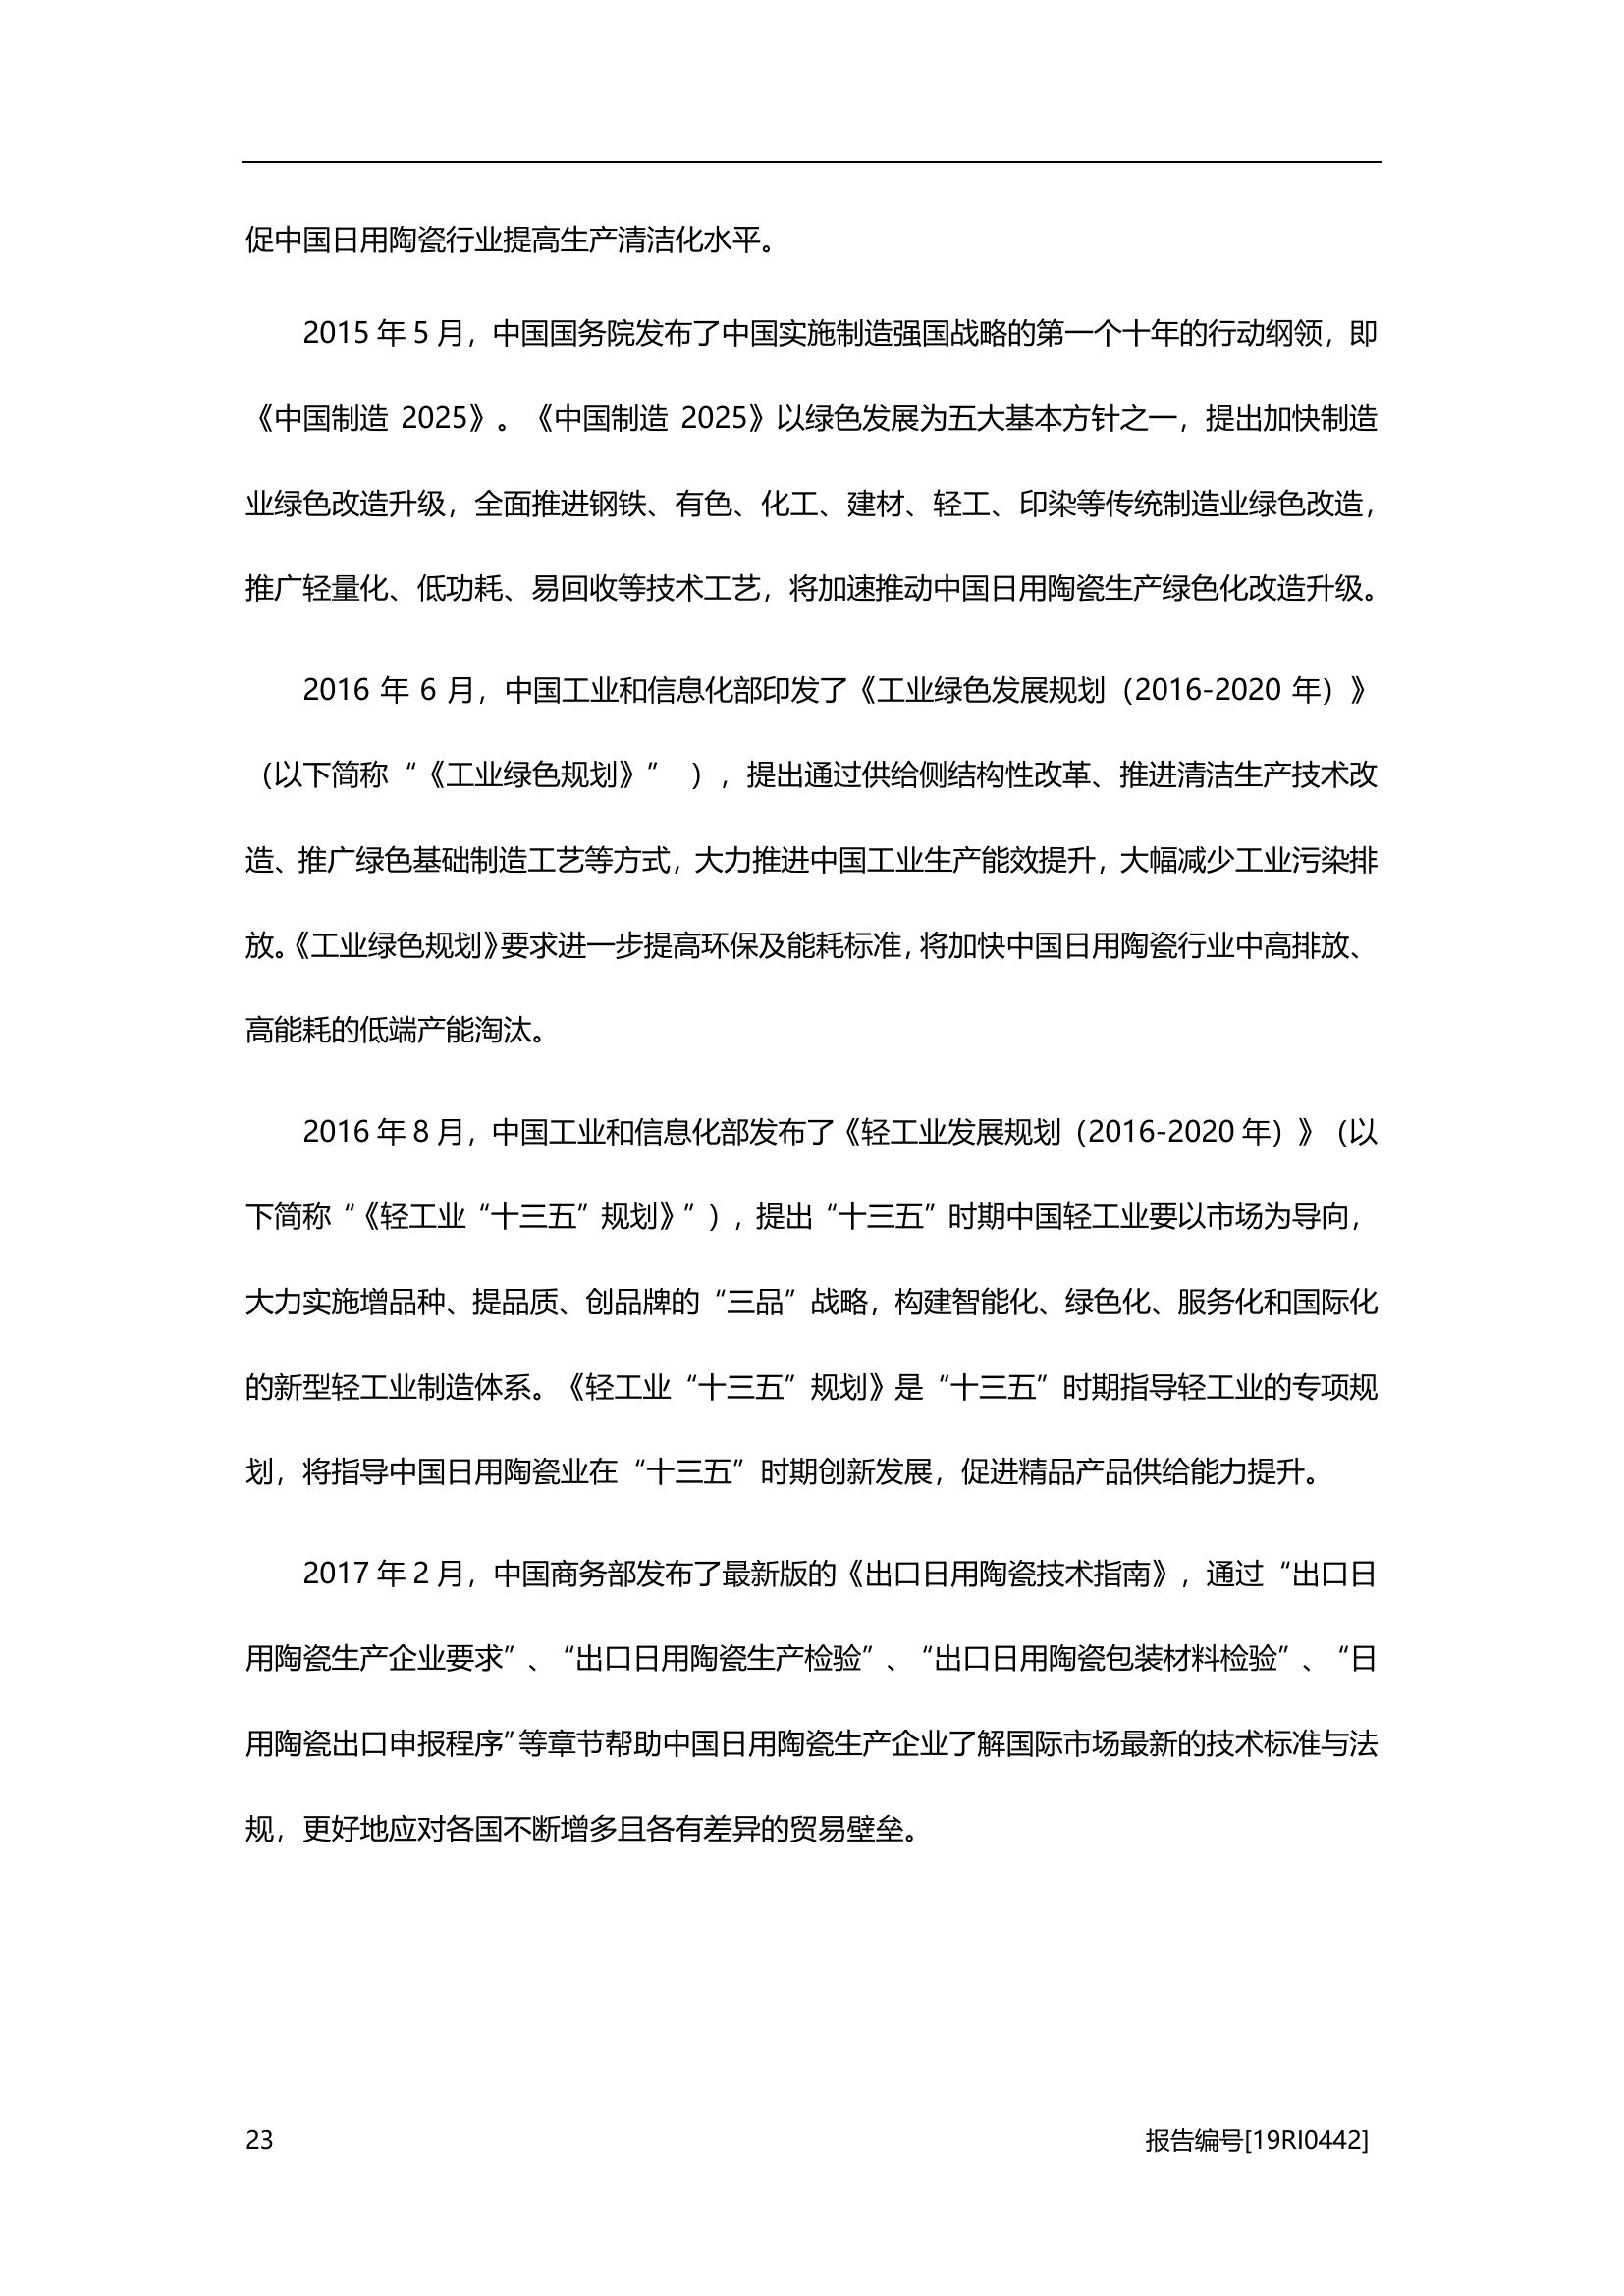 促中国日用陶瓷行业提高生产清洁化水平。
2015 年 5 月，中国国务院发布了中国实施制造强国战略的第一个十年的行动纲领，即
《中国制造 2025》。《中国制造 2025》以绿色发展为五大基本方针之一，提出加快制造
业绿色改造升级，全面推进钢铁、有色、化工、建材、轻工、印染等传统制造业绿色改造，
推广轻量化、低功耗、易回收等技术工艺，将加速推动中国日用陶瓷生产绿色化改造升级。
2016 年 6 月，中国工业和信息化部印发了《工业绿色发展规划（2016-2020 年）》
（以下简称“《工业绿色规划》” ），提出通过供给侧结构性改革、推进清洁生产技术改
造、推广绿色基础制造工艺等方式，大力推进中国工业生产能效提升，大幅减少工业污染排
放。《工业绿色规划》要求进一步提高环保及能耗标准，将加快中国日用陶瓷行业中高排放、
高能耗的低端产能淘汰。
2016 年 8 月，中国工业和信息化部发布了《轻工业发展规划（2016-2020 年）》（以
下简称“《轻工业“十三五”规划》”），提出“十三五”时期中国轻工业要以市场为导向，
大力实施增品种、提品质、创品牌的“三品”战略，构建智能化、绿色化、服务化和国际化
的新型轻工业制造体系。《轻工业“十三五”规划》是“十三五”时期指导轻工业的专项规
划，将指导中国日用陶瓷业在“十三五”时期创新发展，促进精品产品供给能力提升。
2017 年 2 月，中国商务部发布了最新版的《出口日用陶瓷技术指南》，通过“出口日
用陶瓷生产企业要求”、“出口日用陶瓷生产检验”、“出口日用陶瓷包装材料检验”、“日
用陶瓷出口申报程序”等章节帮助中国日用陶瓷生产企业了解国际市场最新的技术标准与法
规，更好地应对各国不断增多且各有差异的贸易壁垒。
23
报告编号[19RI0442]